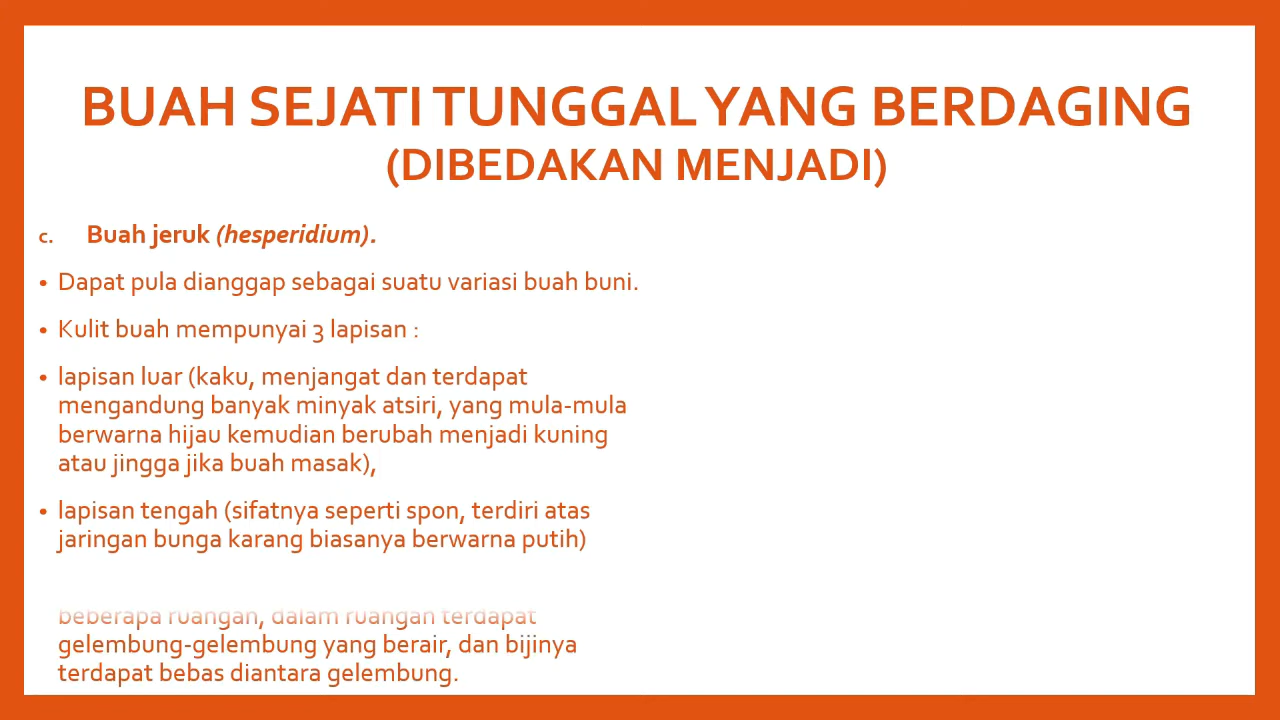 BUAH SEJATI TUNGGAL YANG BERDAGING
(DIBEDAKAN MENJADI)
c. Buah jeruk (hesperidium).
• Dapat pula dianggap sebagai suatu variasi buah buni.
• Kulit buah mempunyai 3 lapisan :
• lapisan luar (kaku, menjangat dan terdapat
mengandung banyak minyak atsiri, yang mula-mula
berwarna hijau kemudian berubah menjadi kuning
atau jingga jika buah masak),
• lapisan tengah (sifatnya seperti spon, terdiri atas
jaringan bunga karang biasanya berwarna putih)
beberapa ruangan, dalam ruangan terdapat
gelembung-gelembung yang berair, dan bijinya
terdapat bebas diantara gelembung.